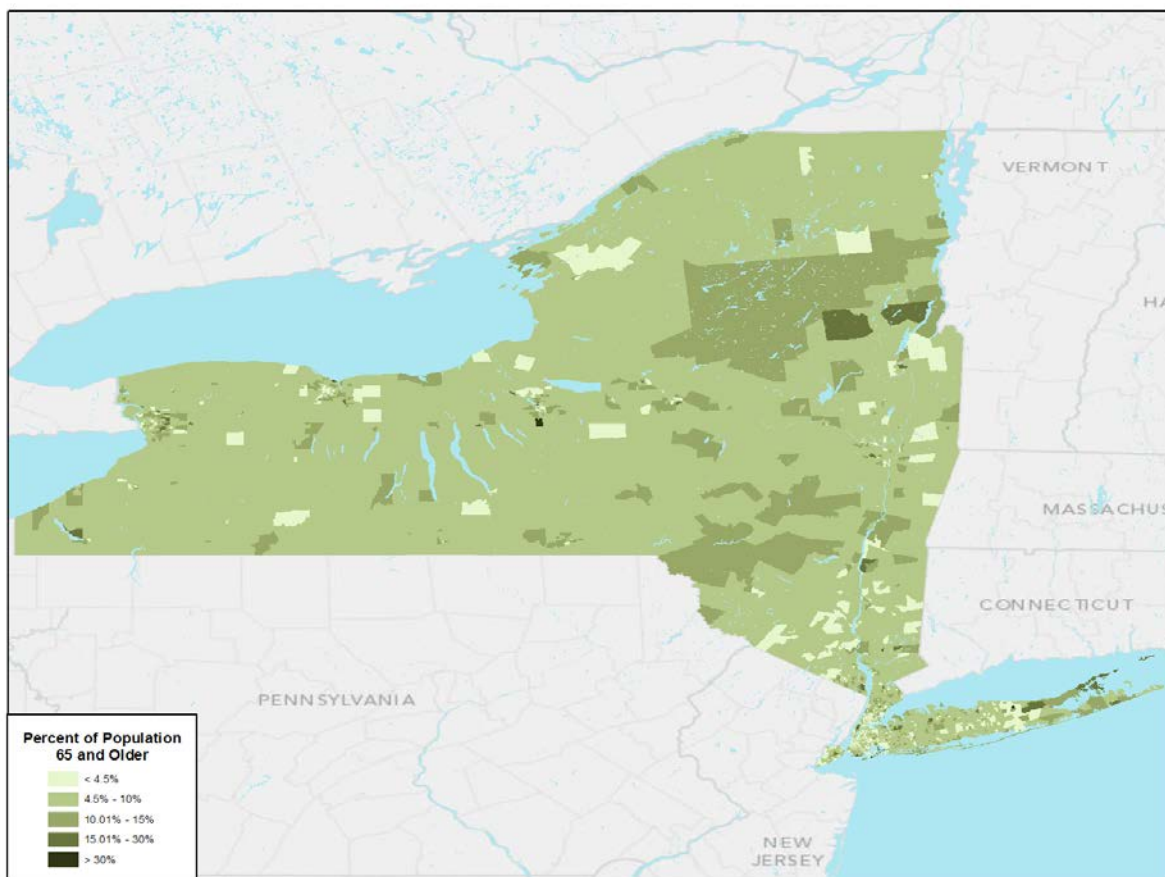 VERMONT
HA
MASSACHUS
CONNECTICUT
PENNSYLVANIA
NEW
JERSEY
Percent of Population
65 and Older
< 4.5%
4.5% - 10%
10.01% - 15%
15.01% - 30%
> 30%